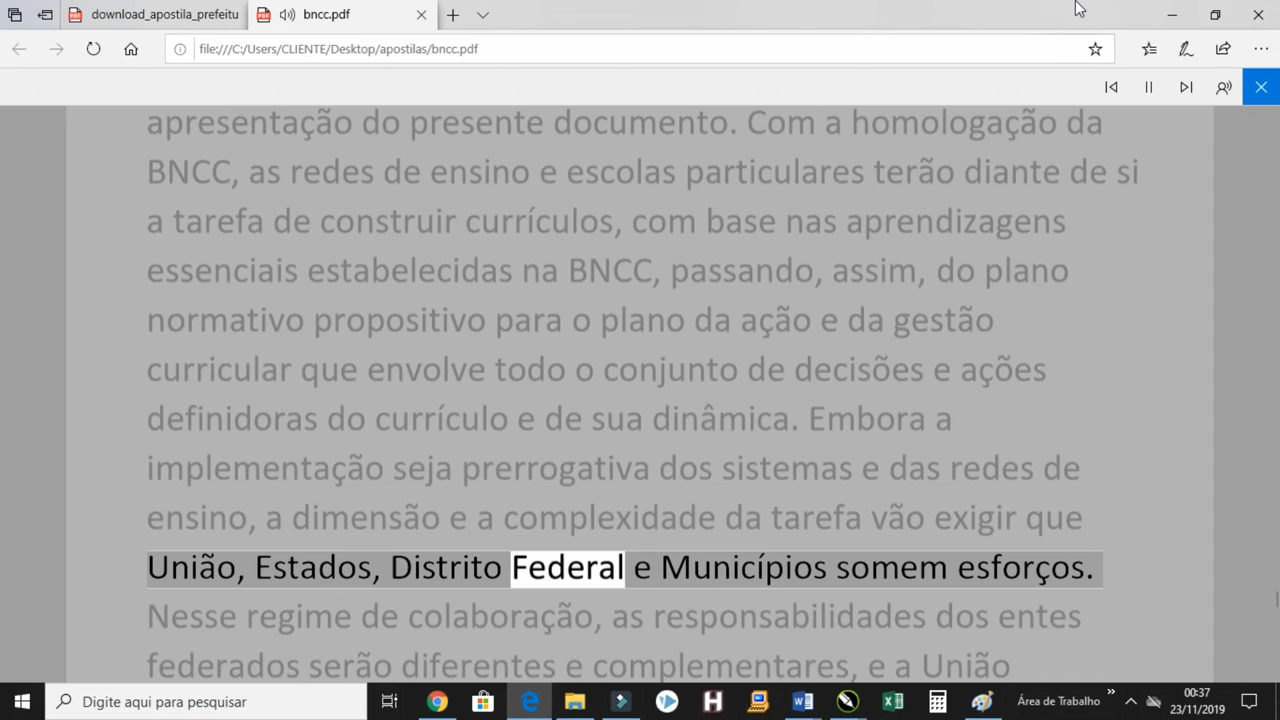 download_apostila_prefeitu
bncc.pdf
file:///C:/Users/CLIENTE/Desktop/apostilas/bncc.pdf
apresentação do presente documento. Com a homologação da
BNCC, as redes de ensino e escolas particulares terão diante de si
a tarefa de construir currículos, com base nas aprendizagens
essenciais estabelecidas na BNCC, passando, assim, do plano
normativo propositivo para o plano da ação e da gestão
curricular que envolve todo o conjunto de decisões e ações
definidoras do currículo e de sua dinâmica. Embora a
implementação seja prerrogativa dos sistemas e das redes de
ensino, a dimensão e a complexidade da tarefa vão exigir que
União, Estados, Distrito Federal e Municípios somem esforços.
Nesse regime de colaboração, as responsabilidades dos entes
federados serão diferentes e complementares, e a União
Digite aqui para pesquisar
Área de Trabalho
00:37
23/11/2019